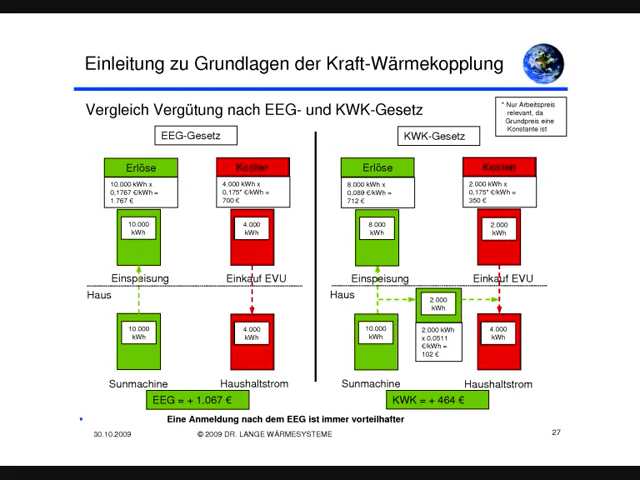 Einleitung zu Grundlagen der Kraft-Wärmekopplung
Vergleich Vergütung nach EEG- und KWK-Gesetz
* Nur Arbeitspreis
relevant, da
Grundpreis eine
Konstante ist
EEG-Gesetz
Erlöse
Kosten
10.000 kWh x
0,1767 €/kWh =
1.767 €
4.000 kWh x
0,175* €/kWh =
700 €
10.000
kWh
4.000
kWh
Einspeisung
Einkauf EVU
Haus
10.000
kWh
4.000
kWh
Sunmachine
Haushaltstrom
EEG = + 1.067 €
KWK-Gesetz
Erlöse
Kosten
8.000 kWh x
0,089 €/kWh =
712 €
2.000 kWh x
0,175* €/kWh =
350 €
8.000
kWh
2.000
kWh
Einspeisung
Einkauf EVU
Haus
2.000
kWh
10.000
kWh
2.000 kWh
x 0,0511
€/kWh =
102 €
4.000
kWh
Sunmachine
Haushaltstrom
KWK = + 464 €
• Eine Anmeldung nach dem EEG ist immer vorteilhafter
30.10.2009
© 2009 DR. LANGE WÄRMESYSTEME
27